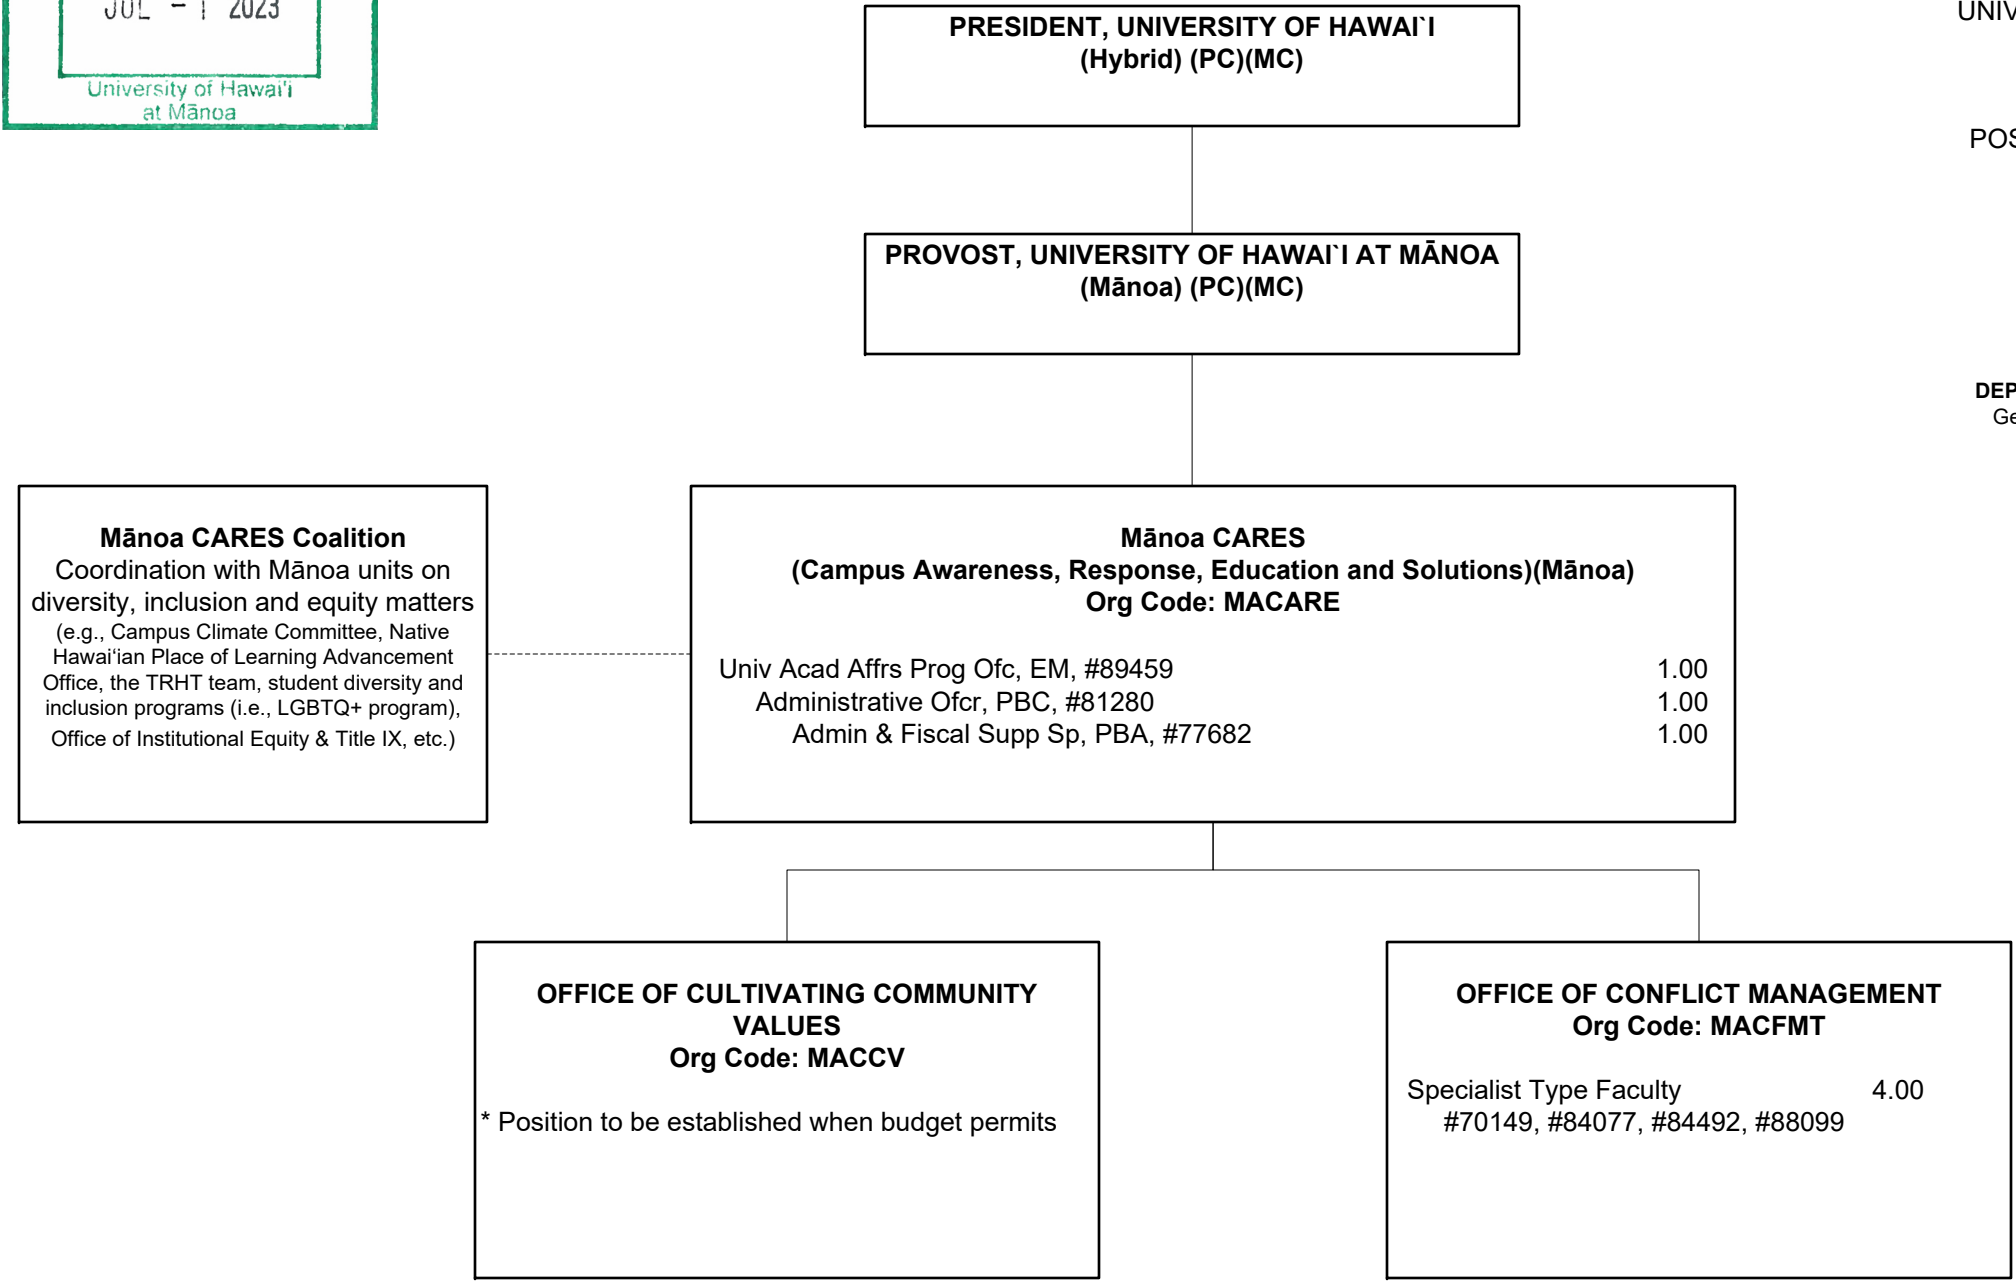 JUL - 1 2023
University of Hawai'i
at Mānoa
PRESIDENT, UNIVERSITY OF HAWAI`I
(Hybrid) (PC)(MC)
PROVOST, UNIVERSITY OF HAWAI`I AT MĀNOA
(Mānoa) (PC)(MC)
Mānoa CARES Coalition
Coordination with Mānoa units on
diversity, inclusion and equity matters
(e.g., Campus Climate Committee, Native
Hawai‘ian Place of Learning Advancement
Office, the TRHT team, student diversity and
inclusion programs (i.e., LGBTQ+ program),
Office of Institutional Equity & Title IX, etc.)
Mānoa CARES
(Campus Awareness, Response, Education and Solutions)(Mānoa)
Org Code: MACARE
Univ Acad Affrs Prog Ofc, EM, #89459 1.00
Administrative Ofcr, PBC, #81280 1.00
Admin & Fiscal Supp Sp, PBA, #77682 1.00
OFFICE OF CULTIVATING COMMUNITY
VALUES
Org Code: MACCV
* Position to be established when budget permits
OFFICE OF CONFLICT MANAGEMENT
Org Code: MACFMT
Specialist Type Faculty 4.00
#70149, #84077, #84492, #88099